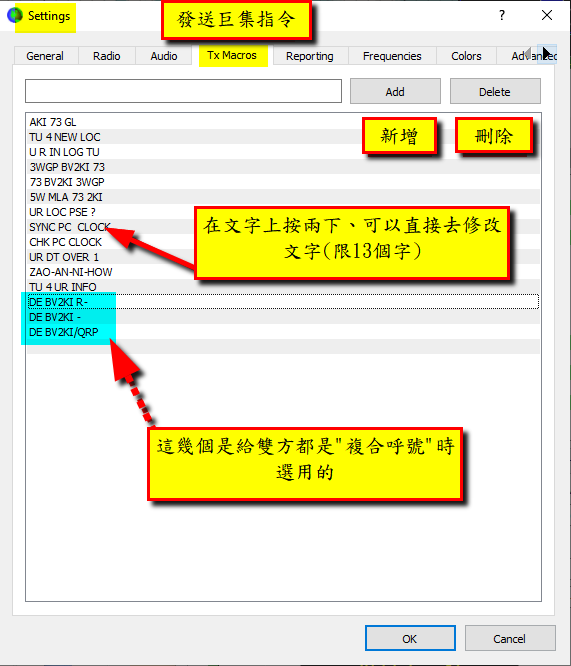 Settings
發送巨集指令
?
General Radio Audio Tx Macros Reporting Frequencies Colors Advanced
Add Delete
新增 刪除
AKI 73 GL
TU 4 NEW LOC
U R IN LOG TU
3WGP BV2KI 73
73 BV2KI 3WGP
5W MLA 73 2KI
UR LOC PSE ?
SYNC PC  CLOCK
CHK PC CLOCK
UR DT OVER 1
ZAO-AN-NI-HOW
TU 4 UR INFO
DE BV2KI R-
DE BV2KI -
DE BV2KI/QRP
在文字上按兩下、可以直接去修改
文字(限13個字)
這幾個是給雙方都是"複合呼號"時
選用的
OK Cancel